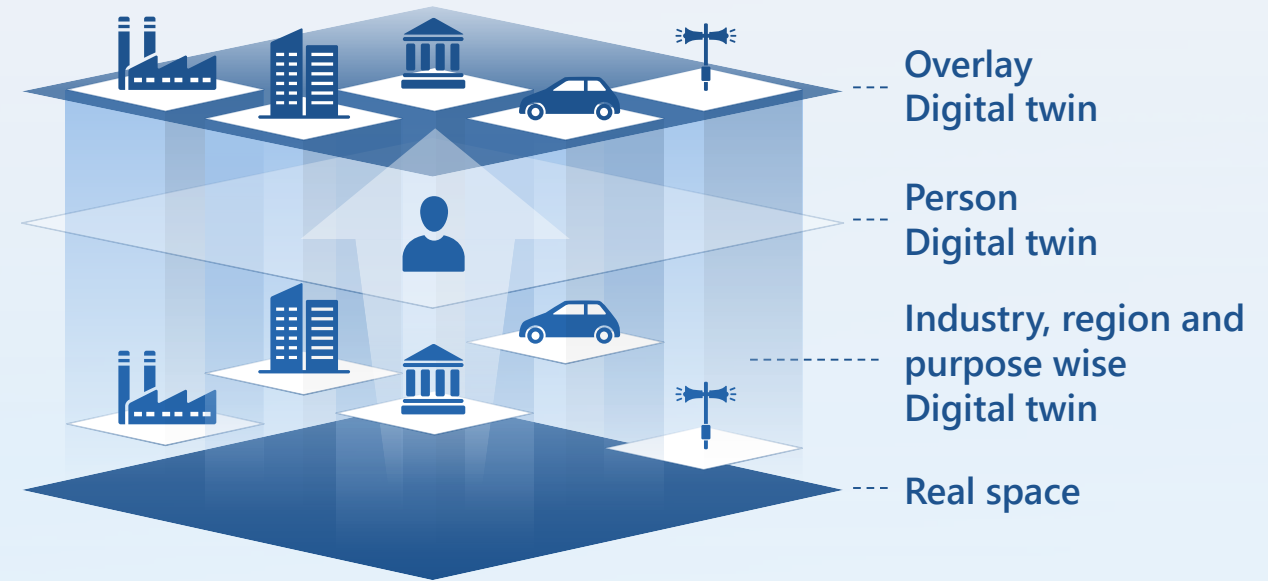 Overlay
Digital twin
Person
Digital twin
Industry, region and
purpose wise
Digital twin
Real space